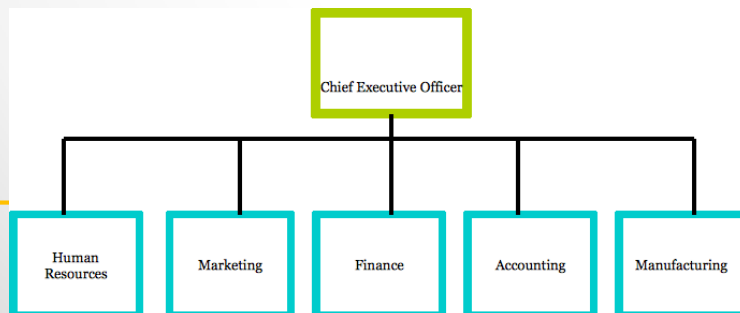 Chief Executive Officer
Human
Resources
Marketing
Finance
Accounting
Manufacturing